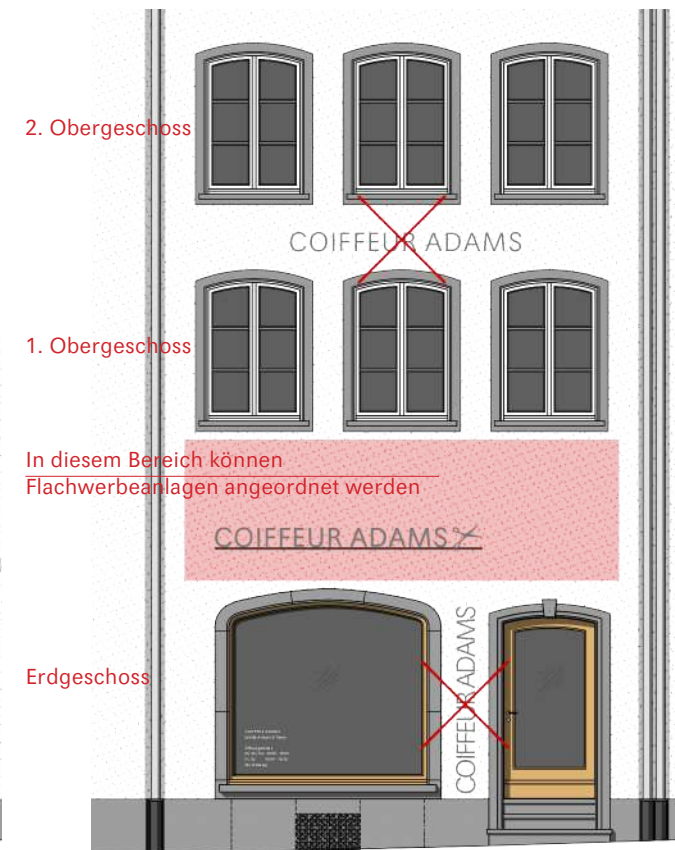 2. Obergeschoss
COIFFEUR ADAMS
1. Obergeschoss
In diesem Bereich können
Flachwerbeanlagen angeordnet werden
COIFFEUR ADAMS
COIFFEUR ADAMS
Erdgeschoss